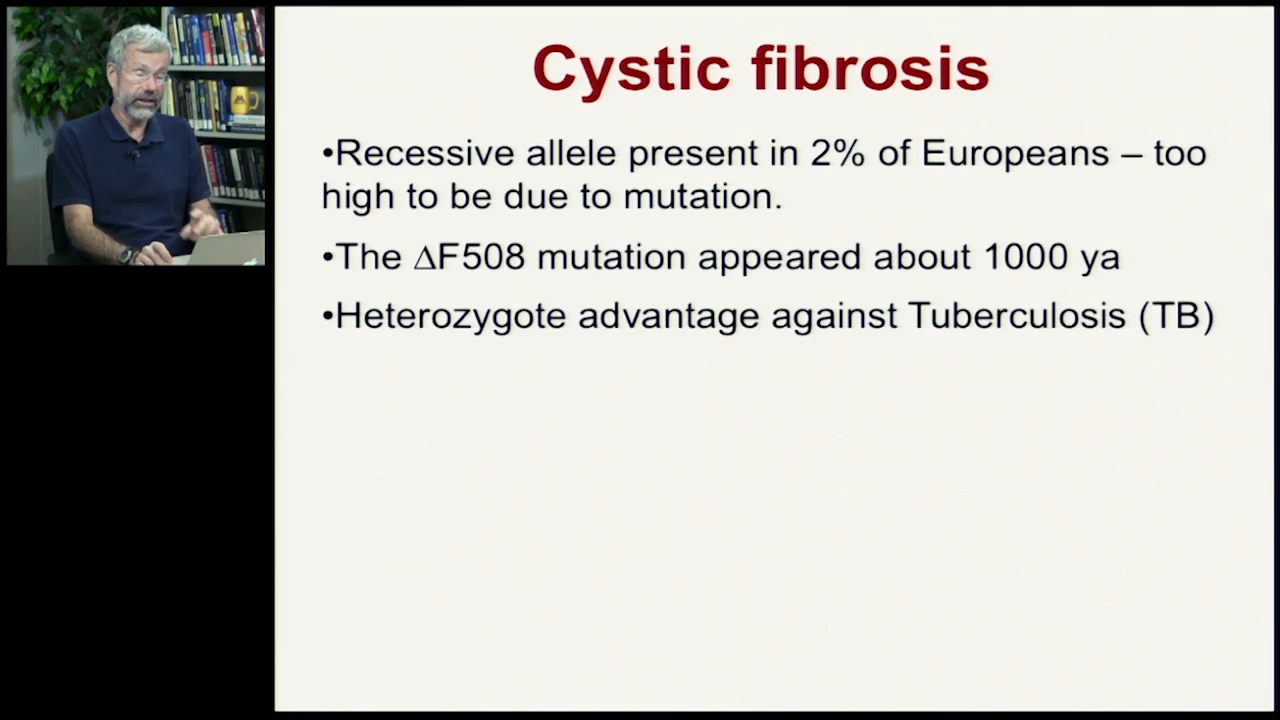 Cystic fibrosis
•Recessive allele present in 2% of Europeans – too
high to be due to mutation.
•The ∆F508 mutation appeared about 1000 ya
•Heterozygote advantage against Tuberculosis (TB)